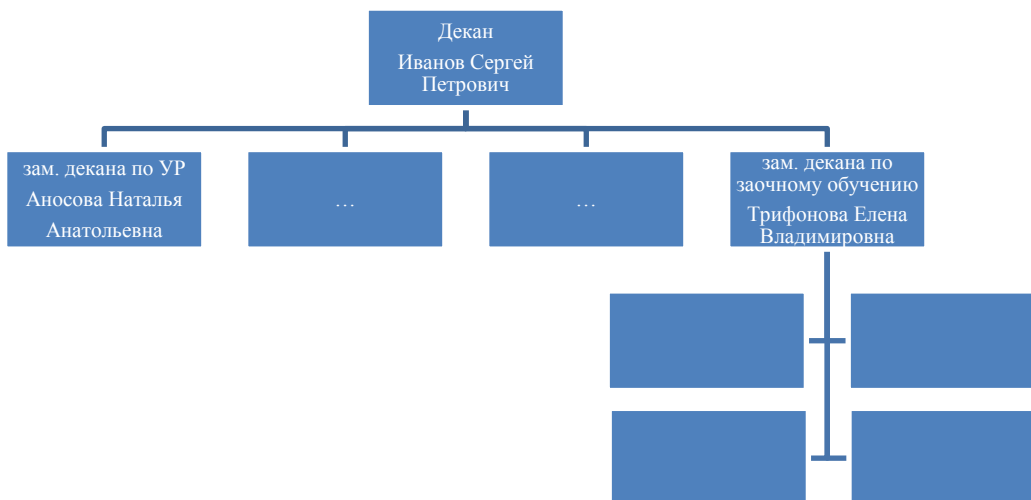 Декан
Иванов Сергей
Петрович
зам. декана по УР
Аносова Наталья
Анатольевна
…
…
зам. декана по
заочному обучению
Трифонова Елена
Владимировна